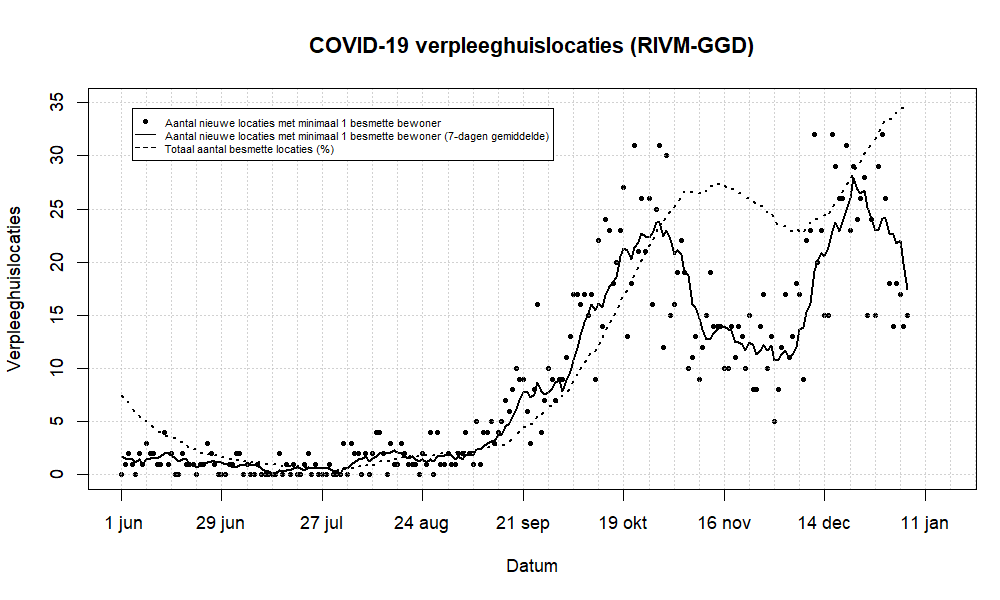 COVID-19 verpleeghuislocaties (RIVM-GGD)
Aantal nieuwe locaties met minimaal 1 besmette bewoner
Aantal nieuwe locaties met minimaal 1 besmette bewoner (7-dagen gemiddelde)
Totaal aantal besmette locaties (%)
Verpleeghuislocaties
35
30
25
20
15
10
5
0
1 jun 29 jun 27 jul 24 aug 21 sep 19 okt 16 nov 14 dec 11 jan
Datum